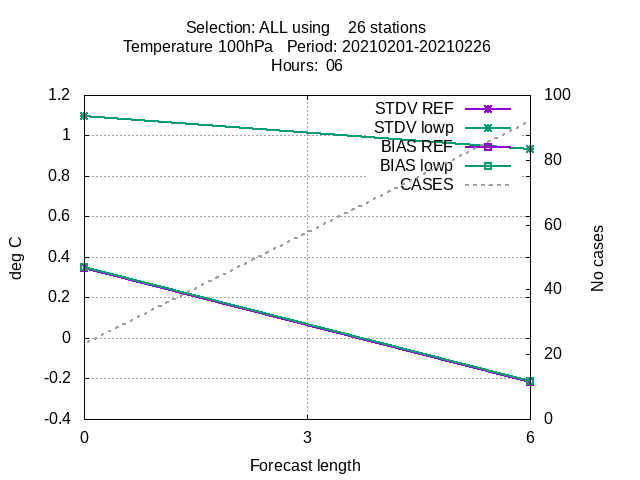 Selection: ALL using 26 stations
Temperature 100hPa Period: 20210201-20210226
Hours: 06
1.2
1
0.8
0.6
0.4
0.2
0
-0.2
-0.4
100
80
60
40
20
0
STDV REF
STDV lowp
BIAS REF
BIAS lowp
CASES
deg C
No cases
0 3 6
Forecast length